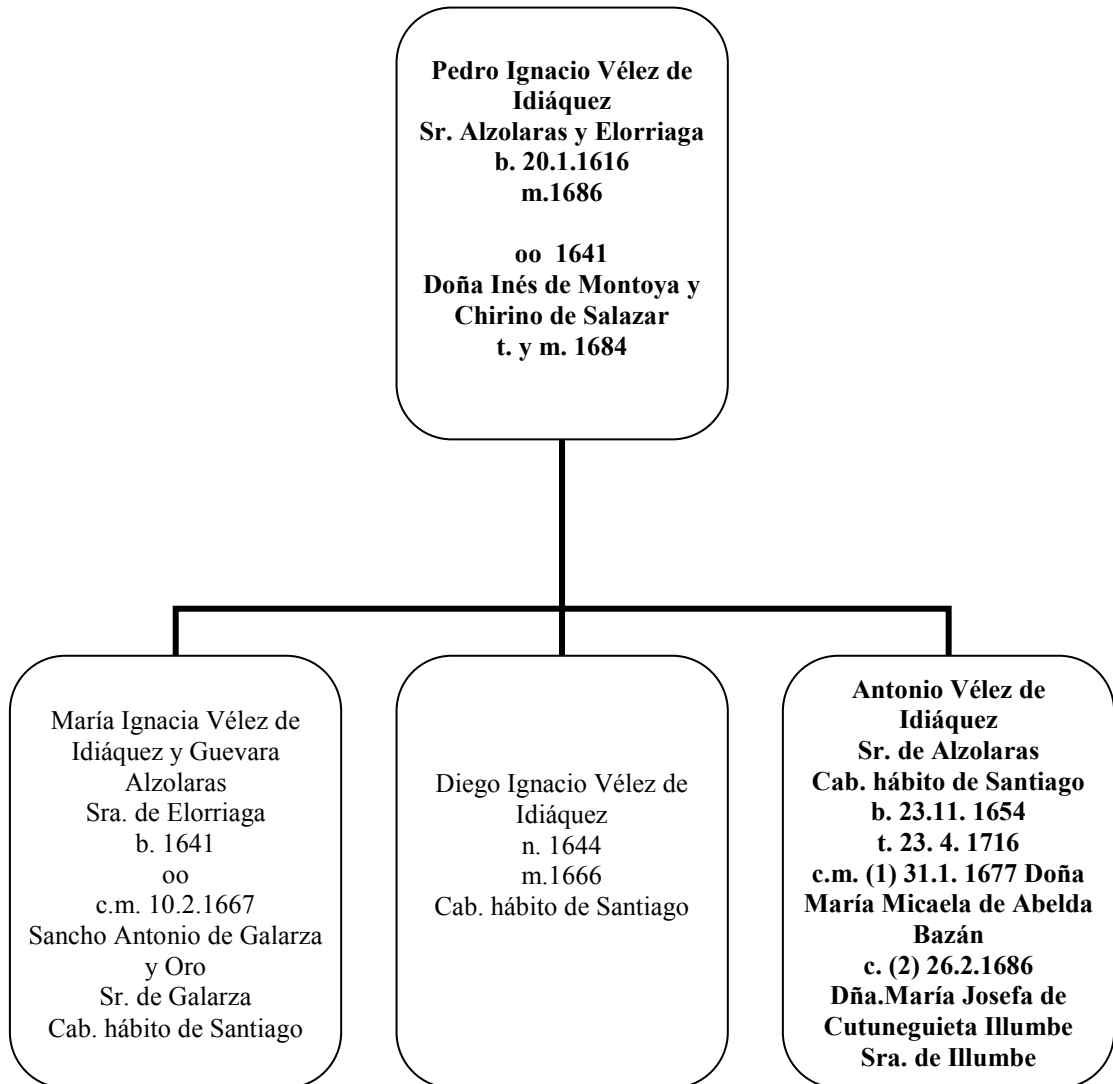 Pedro Ignacio Vélez de
Idiáquez
Sr. Alzolaras y Elorriaga
b. 20.1.1616
m.1686
oo 1641
Doña Inés de Montoya y
Chirino de Salazar
t. y m. 1684
María Ignacia Vélez de
Idiáquez y Guevara
Alzolaras
Sra. de Elorriaga
b. 1641
oo
c.m. 10.2.1667
Sancho Antonio de Galarza
y Oro
Sr. de Galarza
Cab. hábito de Santiago
Diego Ignacio Vélez de
Idiáquez
n. 1644
m.1666
Cab. hábito de Santiago
Antonio Vélez de
Idiáquez
Sr. de Alzolaras
Cab. hábito de Santiago
b. 23.11. 1654
t. 23. 4. 1716
c.m. (1) 31.1. 1677 Doña
María Micaela de Abelda
Bazán
c. (2) 26.2.1686
Dña.María Josefa de
Cutuneguieta Illumbe
Sra. de Illumbe